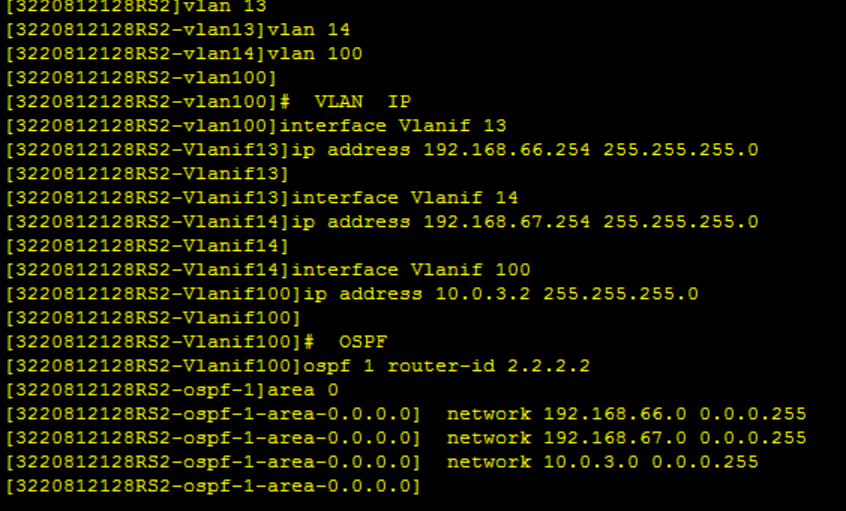 [3220812128RS2]vlan 13
[3220812128RS2-vlan13]vlan 14
[3220812128RS2-vlan14]vlan 100
[3220812128RS2-vlan100]
[3220812128RS2-vlan100]#  VLAN  IP
[3220812128RS2-vlan100]interface Vlanif 13
[3220812128RS2-Vlanif13]ip address 192.168.66.254 255.255.255.0
[3220812128RS2-Vlanif13]
[3220812128RS2-Vlanif13]interface Vlanif 14
[3220812128RS2-Vlanif14]ip address 192.168.67.254 255.255.255.0
[3220812128RS2-Vlanif14]
[3220812128RS2-Vlanif14]interface Vlanif 100
[3220812128RS2-Vlanif100]ip address 10.0.3.2 255.255.255.0
[3220812128RS2-Vlanif100]
[3220812128RS2-Vlanif100]#  OSPF
[3220812128RS2-Vlanif100]ospf 1 router-id 2.2.2.2
[3220812128RS2-ospf-1]area 0
[3220812128RS2-ospf-1-area-0.0.0.0]  network 192.168.66.0 0.0.0.255
[3220812128RS2-ospf-1-area-0.0.0.0]  network 192.168.67.0 0.0.0.255
[3220812128RS2-ospf-1-area-0.0.0.0]  network 10.0.3.0 0.0.0.255
[3220812128RS2-ospf-1-area-0.0.0.0]